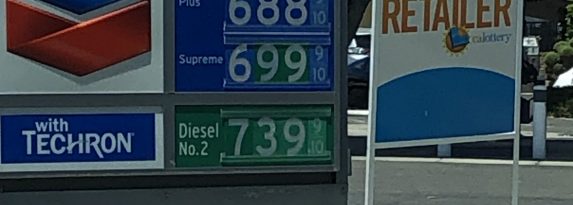 Plus 688 9/10
Supreme 699 9/10
with
TECHRON
Diesel
No.2 739 9/10
RETAILER
calottery